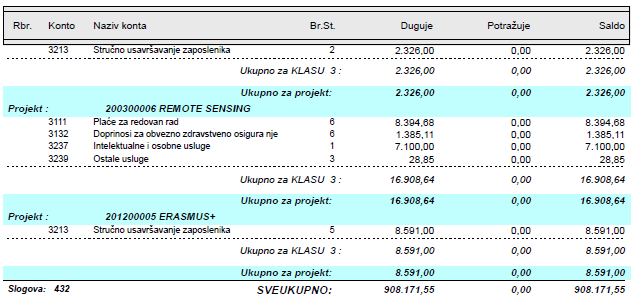 Rbr. Konto Naziv konta Br.St. Duguje Potražuje Saldo
3213 Stručno usavršavanje zaposlenika 2 2.326,00 0,00 2.326,00
Ukupno za KLASU 3 : 2.326,00 0,00 2.326,00
Ukupno za projekt: 2.326,00 0,00 2.326,00
Projekt : 200300006 REMOTE SENSING
3111 Plaće za redovan rad 6 8.394,68 0,00 8.394,68
3132 Doprinosi za obvezno zdravstveno osigura nje 6 1.385,11 0,00 1.385,11
3237 Intelektualne i osobne usluge 1 7.100,00 0,00 7.100,00
3239 Ostale usluge 3 28,85 0,00 28,85
Ukupno za KLASU 3 : 16.908,64 0,00 16.908,64
Ukupno za projekt: 16.908,64 0,00 16.908,64
Projekt : 201200005 ERASMUS+
3213 Stručno usavršavanje zaposlenika 5 8.591,00 0,00 8.591,00
Ukupno za KLASU 3 : 8.591,00 0,00 8.591,00
Ukupno za projekt: 8.591,00 0,00 8.591,00
Slogova: 432 SVEUKUPNO: 908.171,55 0,00 908.171,55